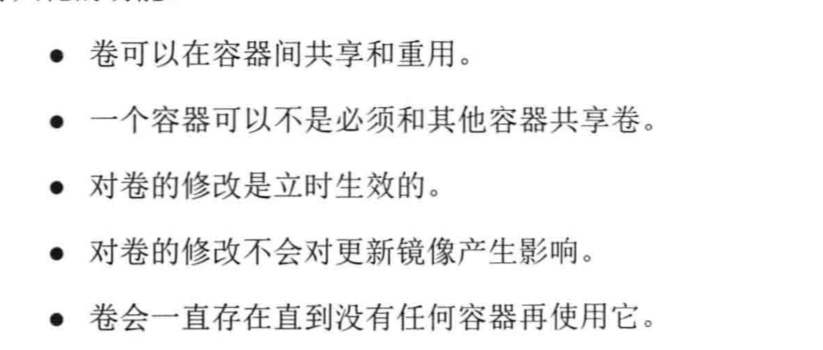 ● 卷可以在容器间共享和重用。
● 一个容器可以不是必须和其他容器共享卷。
● 对卷的修改是立时生效的。
● 对卷的修改不会对更新镜像产生影响。
● 卷会一直存在直到没有任何容器再使用它。